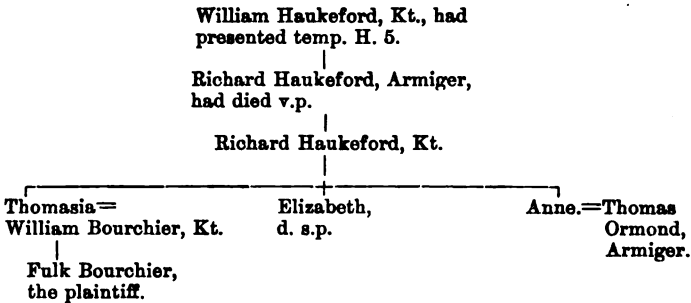 William Haukeford, Kt., had
presented temp. H. 5.
Richard Haukeford, Armiger,
had died v.p.
Richard Haukeford, Kt.
Thomasia=
William Bourchier, Kt.
Fulk Bourchier,
the plaintiff.
Elizabeth,
d. s.p.
Anne.=Thomas
Ormond,
Armiger.